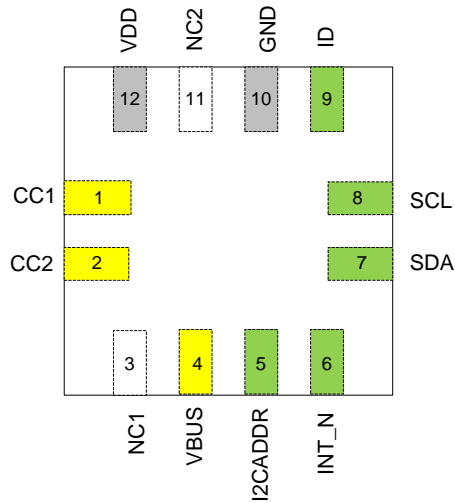 VDD NC2 GND ID
12 11 10 9
CC1 1 8 SCL
CC2 2 7 SDA
3 4 5 6
NC1 VBUS I2CADDR INT_N